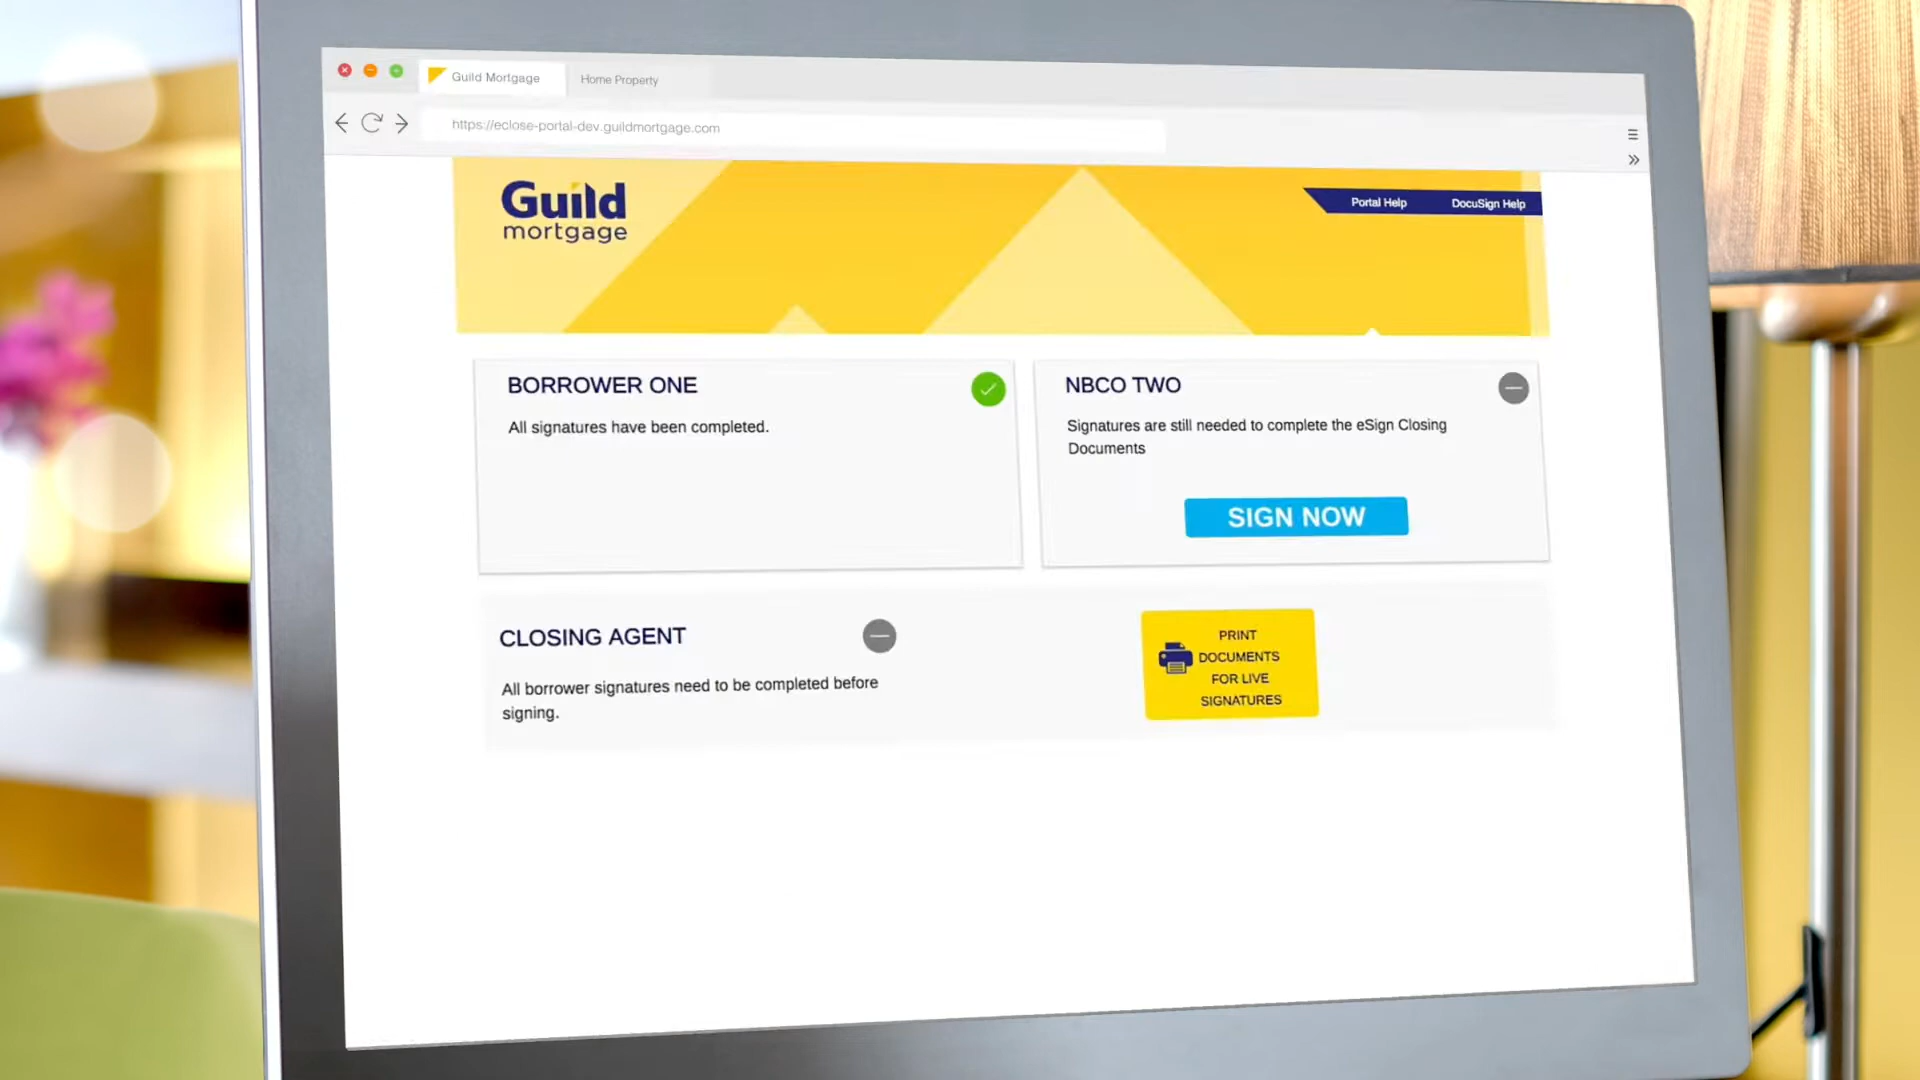 Guild Mortgage
Home Property
https://eclose-portal-dev.guildmortgage.com
Guild
mortgage
Portal Help
DocuSign Help
BORROWER ONE
All signatures have been completed.
NBCO TWO
Signatures are still needed to complete the eSign Closing
Documents
SIGN NOW
CLOSING AGENT
All borrower signatures need to be completed before
signing.
PRINT
DOCUMENTS
FOR LIVE
SIGNATURES